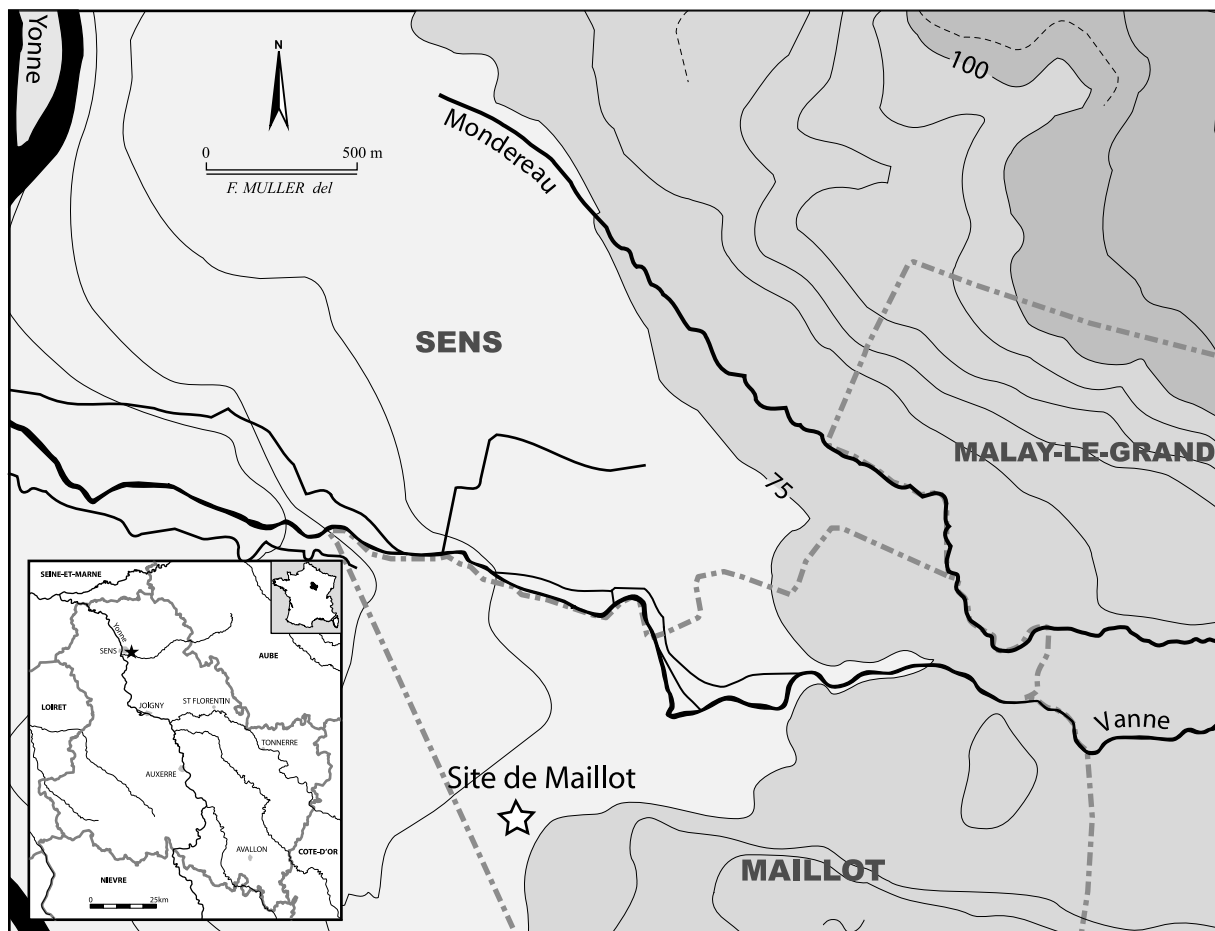 Yonne
N
0 500 m
F. MULLER del
Mondereau
100
SENS
MALAY-LE-GRAND
75
Vanne
Site de Maillot
MAILLOT
SEINE-ET-MARNE
Yonne
SENS
AUBE
LOIRET
JOIGNY
ST FLORENTIN
TONNERRE
AUXERRE
AVALLON
COTE-D'OR
NIEVRE
0 25km